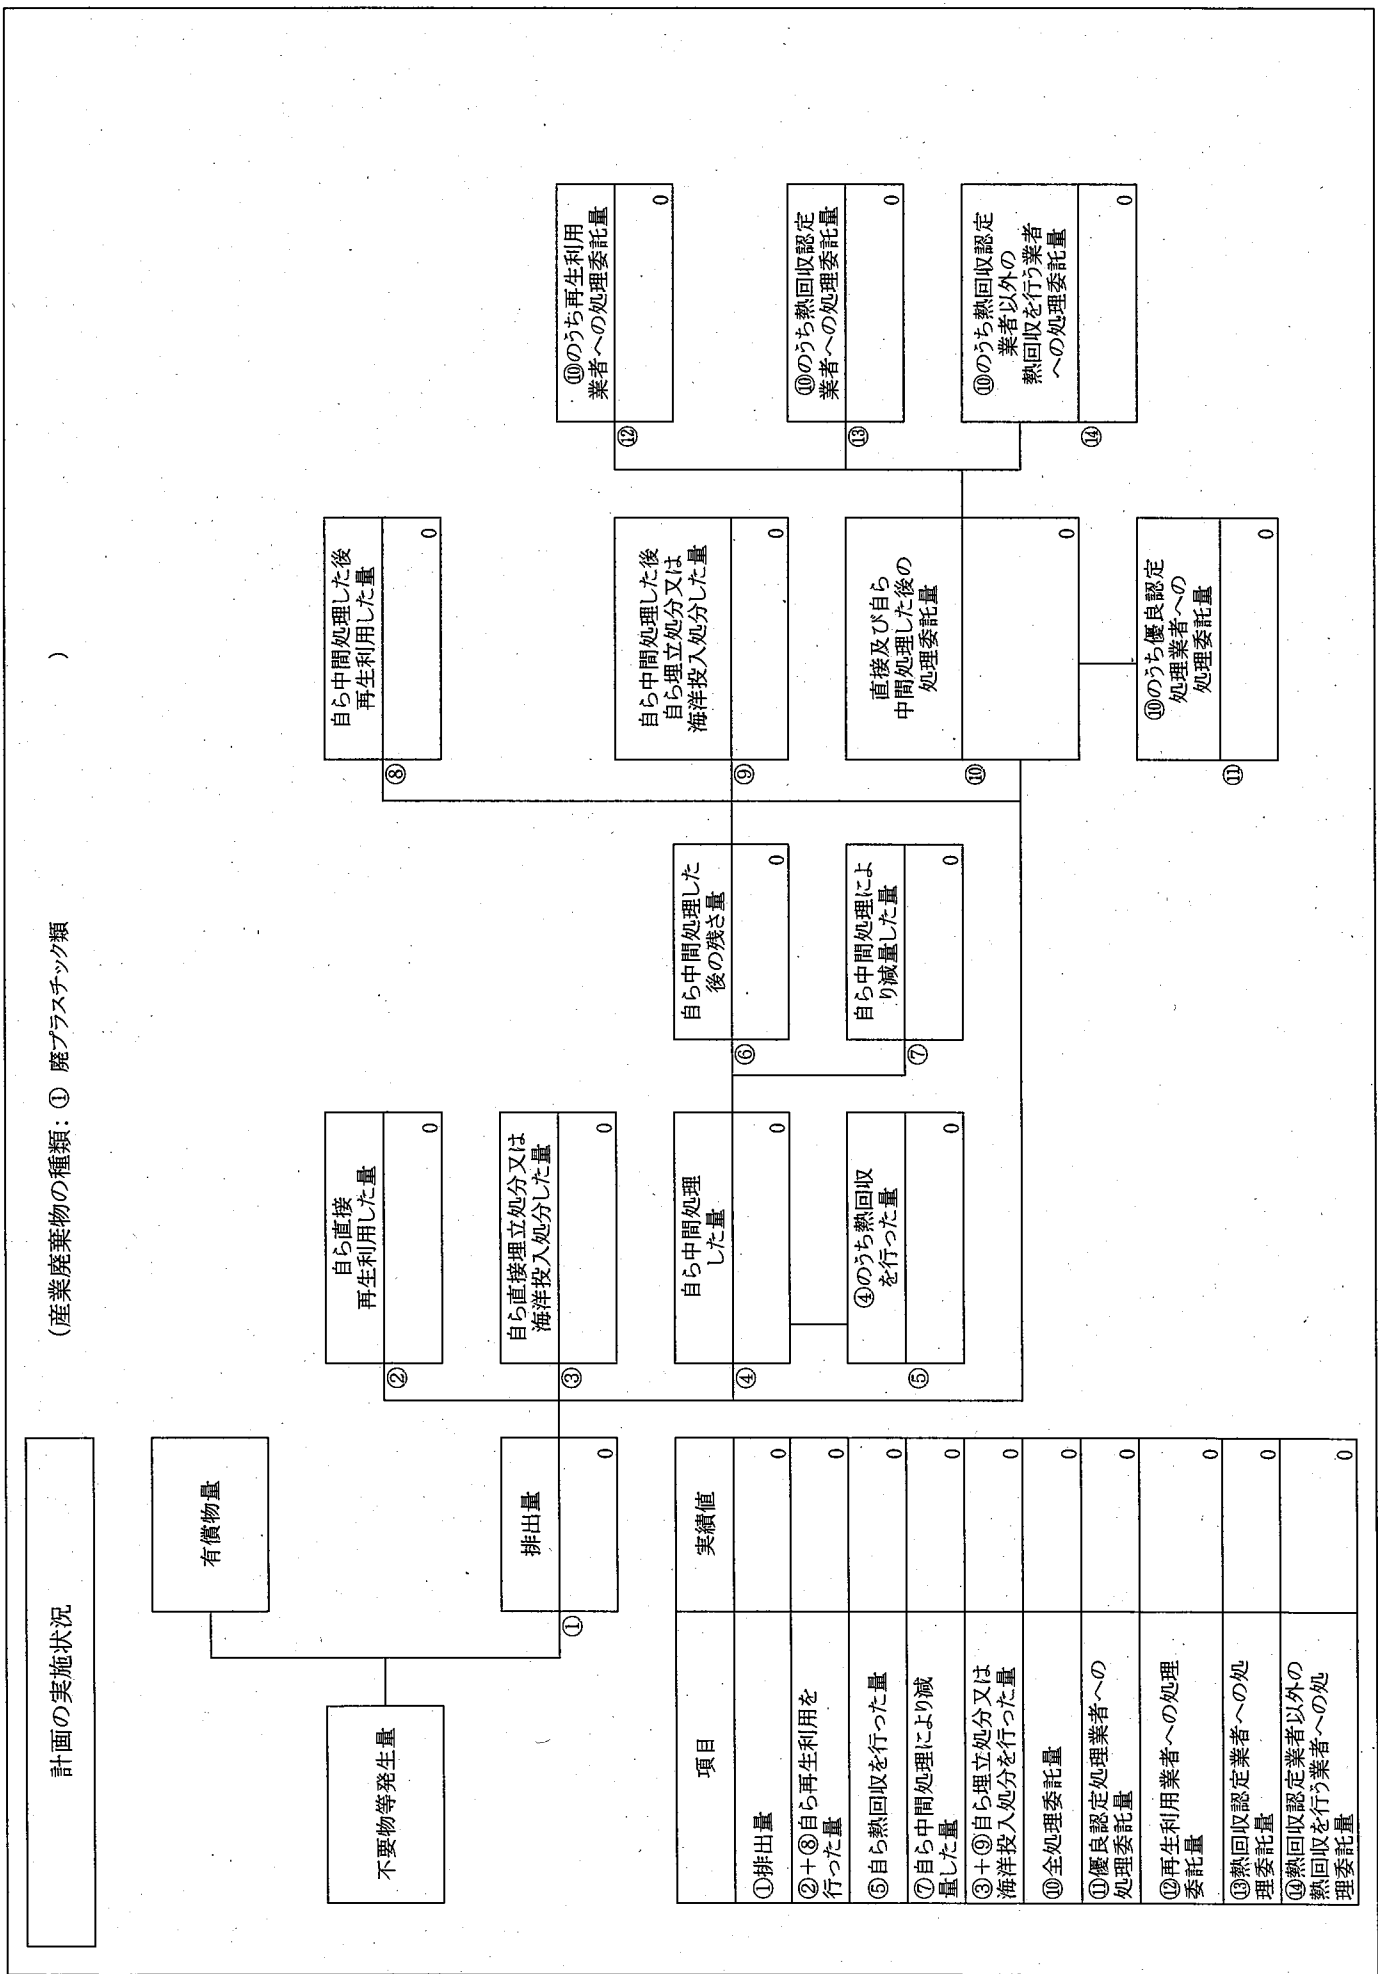 計画の実施状況
(産業廃棄物の種類：① 廃プラスチック類
)
不要物等発生量
有償物量
①
排出量
0
②
自ら直接
再生利用した量
0
③
自ら直接埋立処分又は
海洋投入処分した量
0
④
自ら中間処理
した量
0
⑤
④のうち熱回収
を行った量
0
⑥
自ら中間処理した
後の残さ量
0
⑦
自ら中間処理によ
り減量した量
0
⑧
自ら中間処理した後
再生利用した量
0
⑨
自ら中間処理した後
自ら埋立処分又は
海洋投入処分した量
0
⑩
直接及び自ら
中間処理した後の
処理委託量
0
⑪
⑩のうち優良認定
処理業者への
処理委託量
0
⑫
⑩のうち再生利用
業者への処理委託量
0
⑬
⑩のうち熱回収認定
業者への処理委託量
0
⑭
⑩のうち熱回収認定
業者以外の
熱回収を行う業者
への処理委託量
0
項目 実績値
①排出量 0
②＋⑧自ら再生利用を
行った量 0
⑤自ら熱回収を行った量 0
⑦自ら中間処理により減
量した量 0
③＋⑨自ら埋立処分又は
海洋投入処分を行った量 0
⑩全処理委託量 0
⑪優良認定処理業者への
処理委託量 0
⑫再生利用業者への処理
委託量 0
⑬熱回収認定業者への処
理委託量 0
⑭熱回収認定業者以外の
熱回収を行う業者への処
理委託量 0